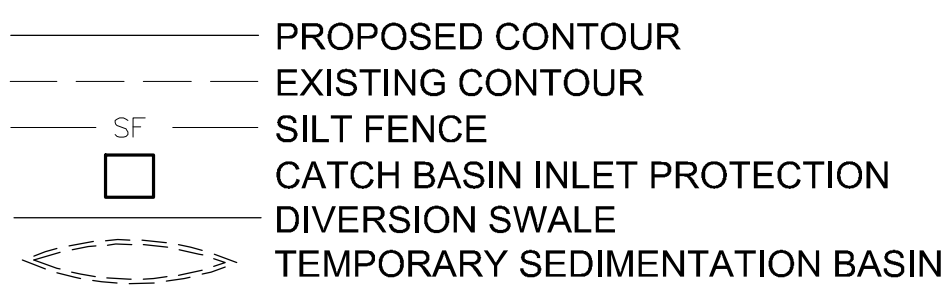 PROPOSED CONTOUR
EXISTING CONTOUR
SF SILT FENCE
CATCH BASIN INLET PROTECTION
DIVERSION SWALE
TEMPORARY SEDIMENTATION BASIN